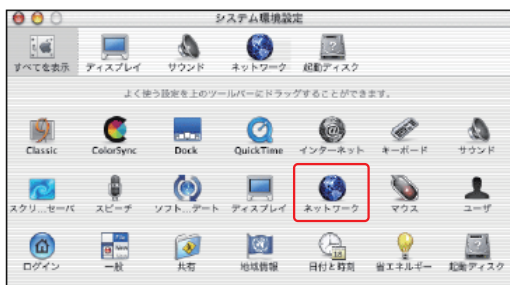 システム環境設定
すべてを表示 ディスプレイ サウンド ネットワーク 起動ディスク
よく使う設定を上のツールバーにドラッグすることができます。
Classic ColorSync Dock QuickTime インターネット キーボード サウンド
スクリ...セーバ スピーチ ソフト...デート ディスプレイ ネットワーク マウス ユーザ
ログイン 一般 共有 地域情報 日付と時刻 省エネルギー 起動ディスク